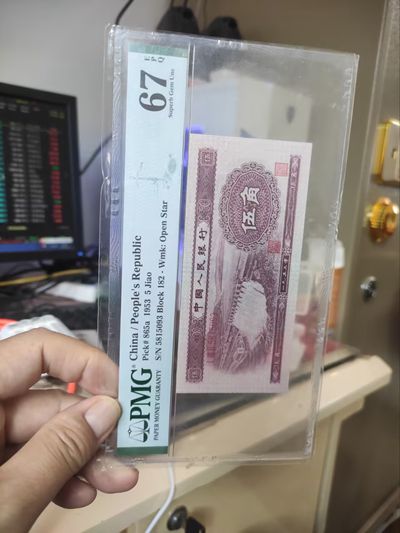 PMG
PAPER MONEY GUARANTY
China / People's Republic
Pick# 865a 1953 5 Jiao
S/N 5815093 Block 182 - Wmk: Open Star
67
EPQ
Superb Gem Unc
中国人民银行
伍角